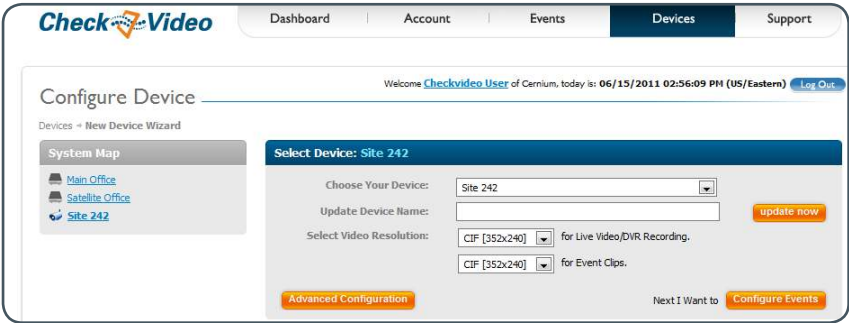 CheckVideo
Dashboard Account Events Devices Support
Welcome Checkvideo User of Cernium, today is: 06/15/2011 02:56:09 PM (US/Eastern) Log Out
Configure Device
Devices → New Device Wizard
System Map
Main Office
Satellite Office
Site 242
Select Device: Site 242
Choose Your Device: Site 242
Update Device Name: update now
Select Video Resolution: CIF [352x240] for Live Video/DVR Recording.
CIF [352x240] for Event Clips.
Advanced Configuration Next I Want to Configure Events